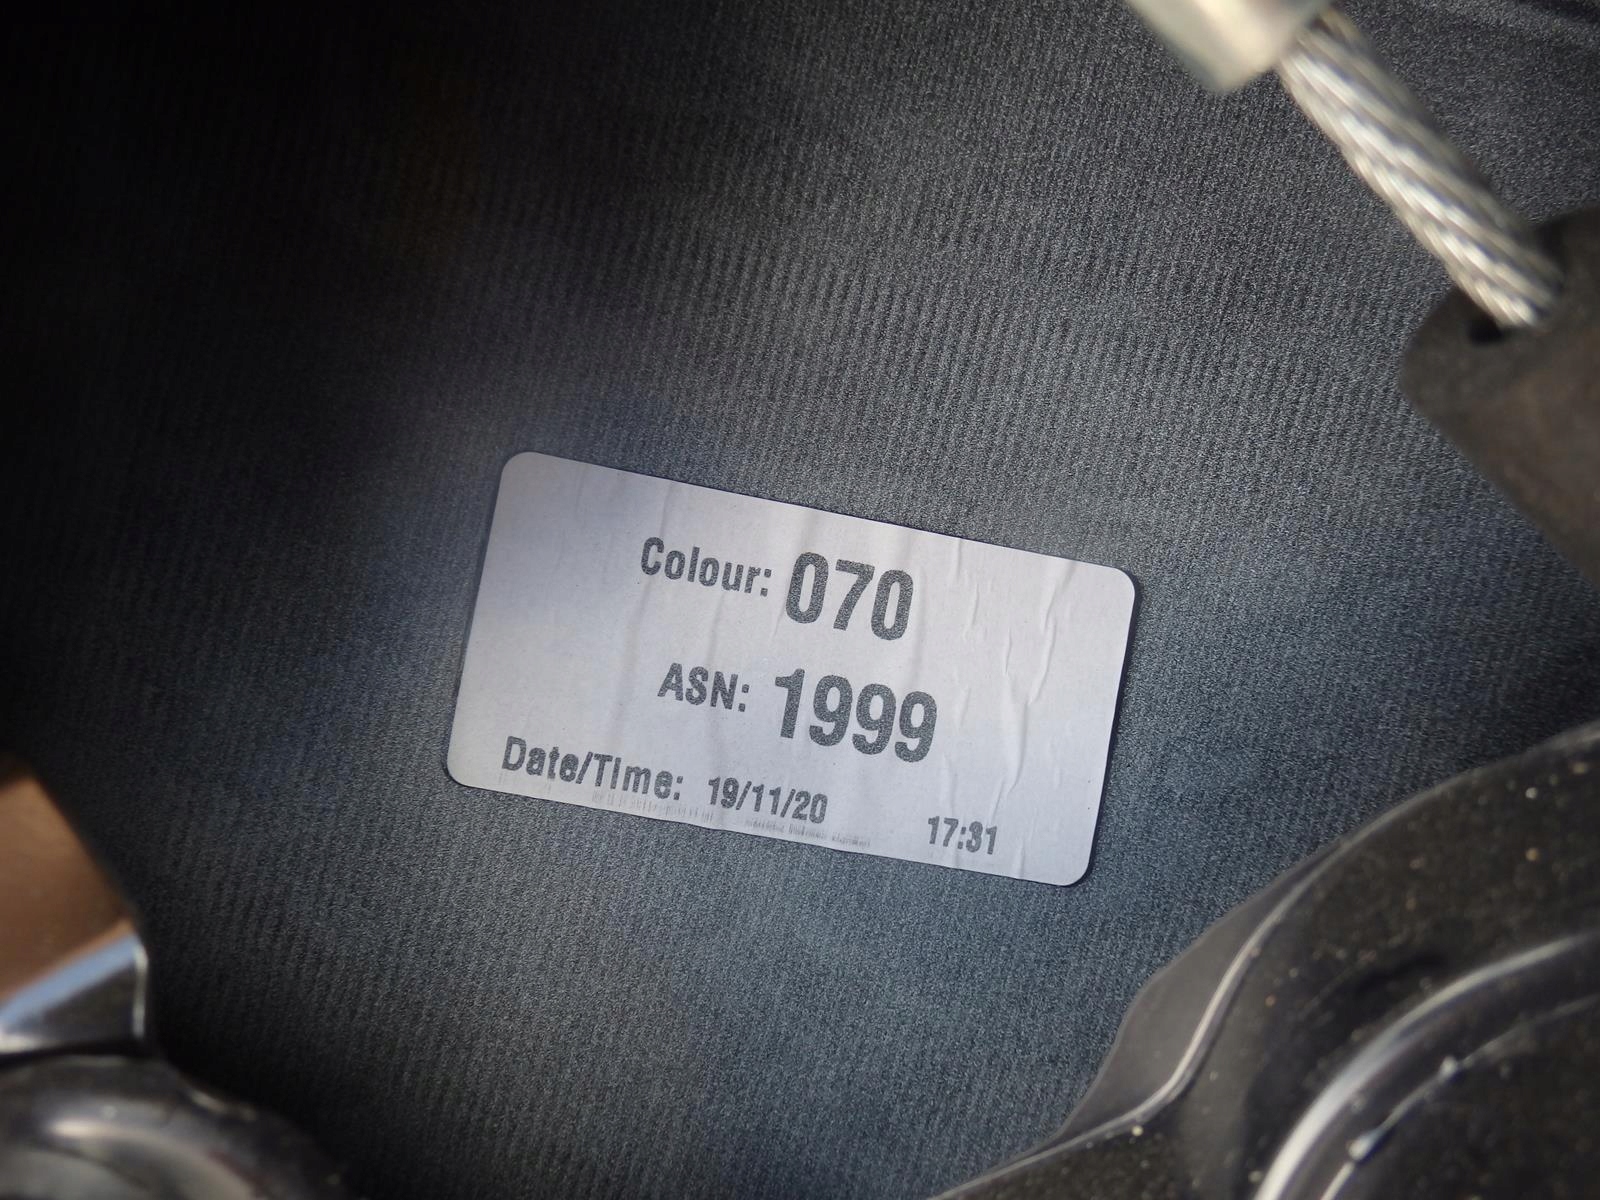 Colour: 070
ASN: 1999
Date/Time: 19/11/20 17:31